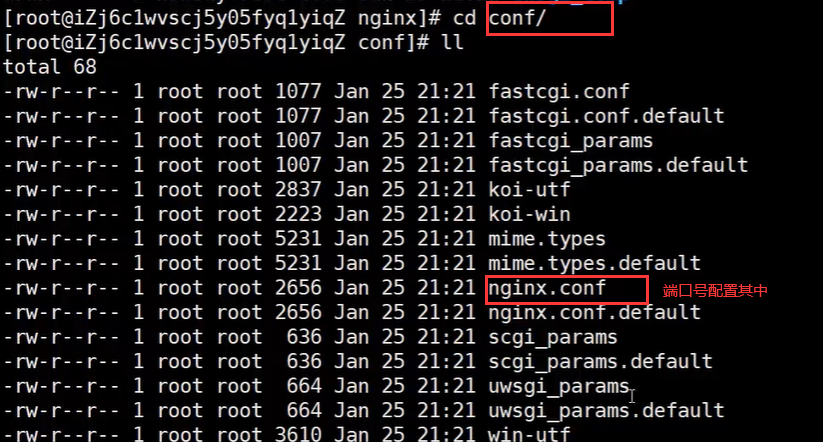 [root@iZj6c1wvscj5y05fyq1yiqZ nginx]# cd conf/
[root@iZj6c1wvscj5y05fyq1yiqZ conf]# ll
total 68
-rw-r--r-- 1 root root 1077 Jan 25 21:21 fastcgi.conf
-rw-r--r-- 1 root root 1077 Jan 25 21:21 fastcgi.conf.default
-rw-r--r-- 1 root root 1007 Jan 25 21:21 fastcgi_params
-rw-r--r-- 1 root root 1007 Jan 25 21:21 fastcgi_params.default
-rw-r--r-- 1 root root 2837 Jan 25 21:21 koi-utf
-rw-r--r-- 1 root root 2223 Jan 25 21:21 koi-win
-rw-r--r-- 1 root root 5231 Jan 25 21:21 mime.types
-rw-r--r-- 1 root root 5231 Jan 25 21:21 mime.types.default
-rw-r--r-- 1 root root 2656 Jan 25 21:21 nginx.conf 端口号配置其中
-rw-r--r-- 1 root root 2656 Jan 25 21:21 nginx.conf.default
-rw-r--r-- 1 root root  636 Jan 25 21:21 scgi_params
-rw-r--r-- 1 root root  636 Jan 25 21:21 scgi_params.default
-rw-r--r-- 1 root root  664 Jan 25 21:21 uwsgi_params
-rw-r--r-- 1 root root  664 Jan 25 21:21 uwsgi_params.default
-rw-r--r-- 1 root root 3610 Jan 25 21:21 win-utf